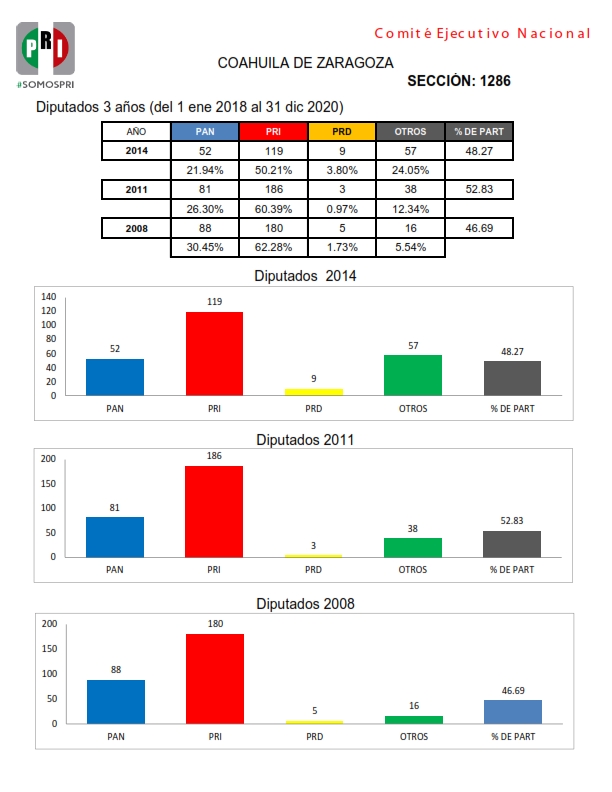 PRI
#SOMOSPRI
Comité Ejecutivo Nacional
COAHUILA DE ZARAGOZA
SECCIÓN: 1286
Diputados 3 años (del 1 ene 2018 al 31 dic 2020)
AÑO PAN PRI PRD OTROS % DE PART
2014 52 119 9 57 48.27
21.94% 50.21% 3.80% 24.05%
2011 81 186 3 38 52.83
26.30% 60.39% 0.97% 12.34%
2008 88 180 5 16 46.69
30.45% 62.28% 1.73% 5.54%
Diputados 2014
140
120
100
80
60
40
20
0
52 119 9 57 48.27
PAN PRI PRD OTROS % DE PART
Diputados 2011
200
150
100
50
0
81 186 3 38 52.83
PAN PRI PRD OTROS % DE PART
Diputados 2008
200
150
100
50
0
88 180 5 16 46.69
PAN PRI PRD OTROS % DE PART